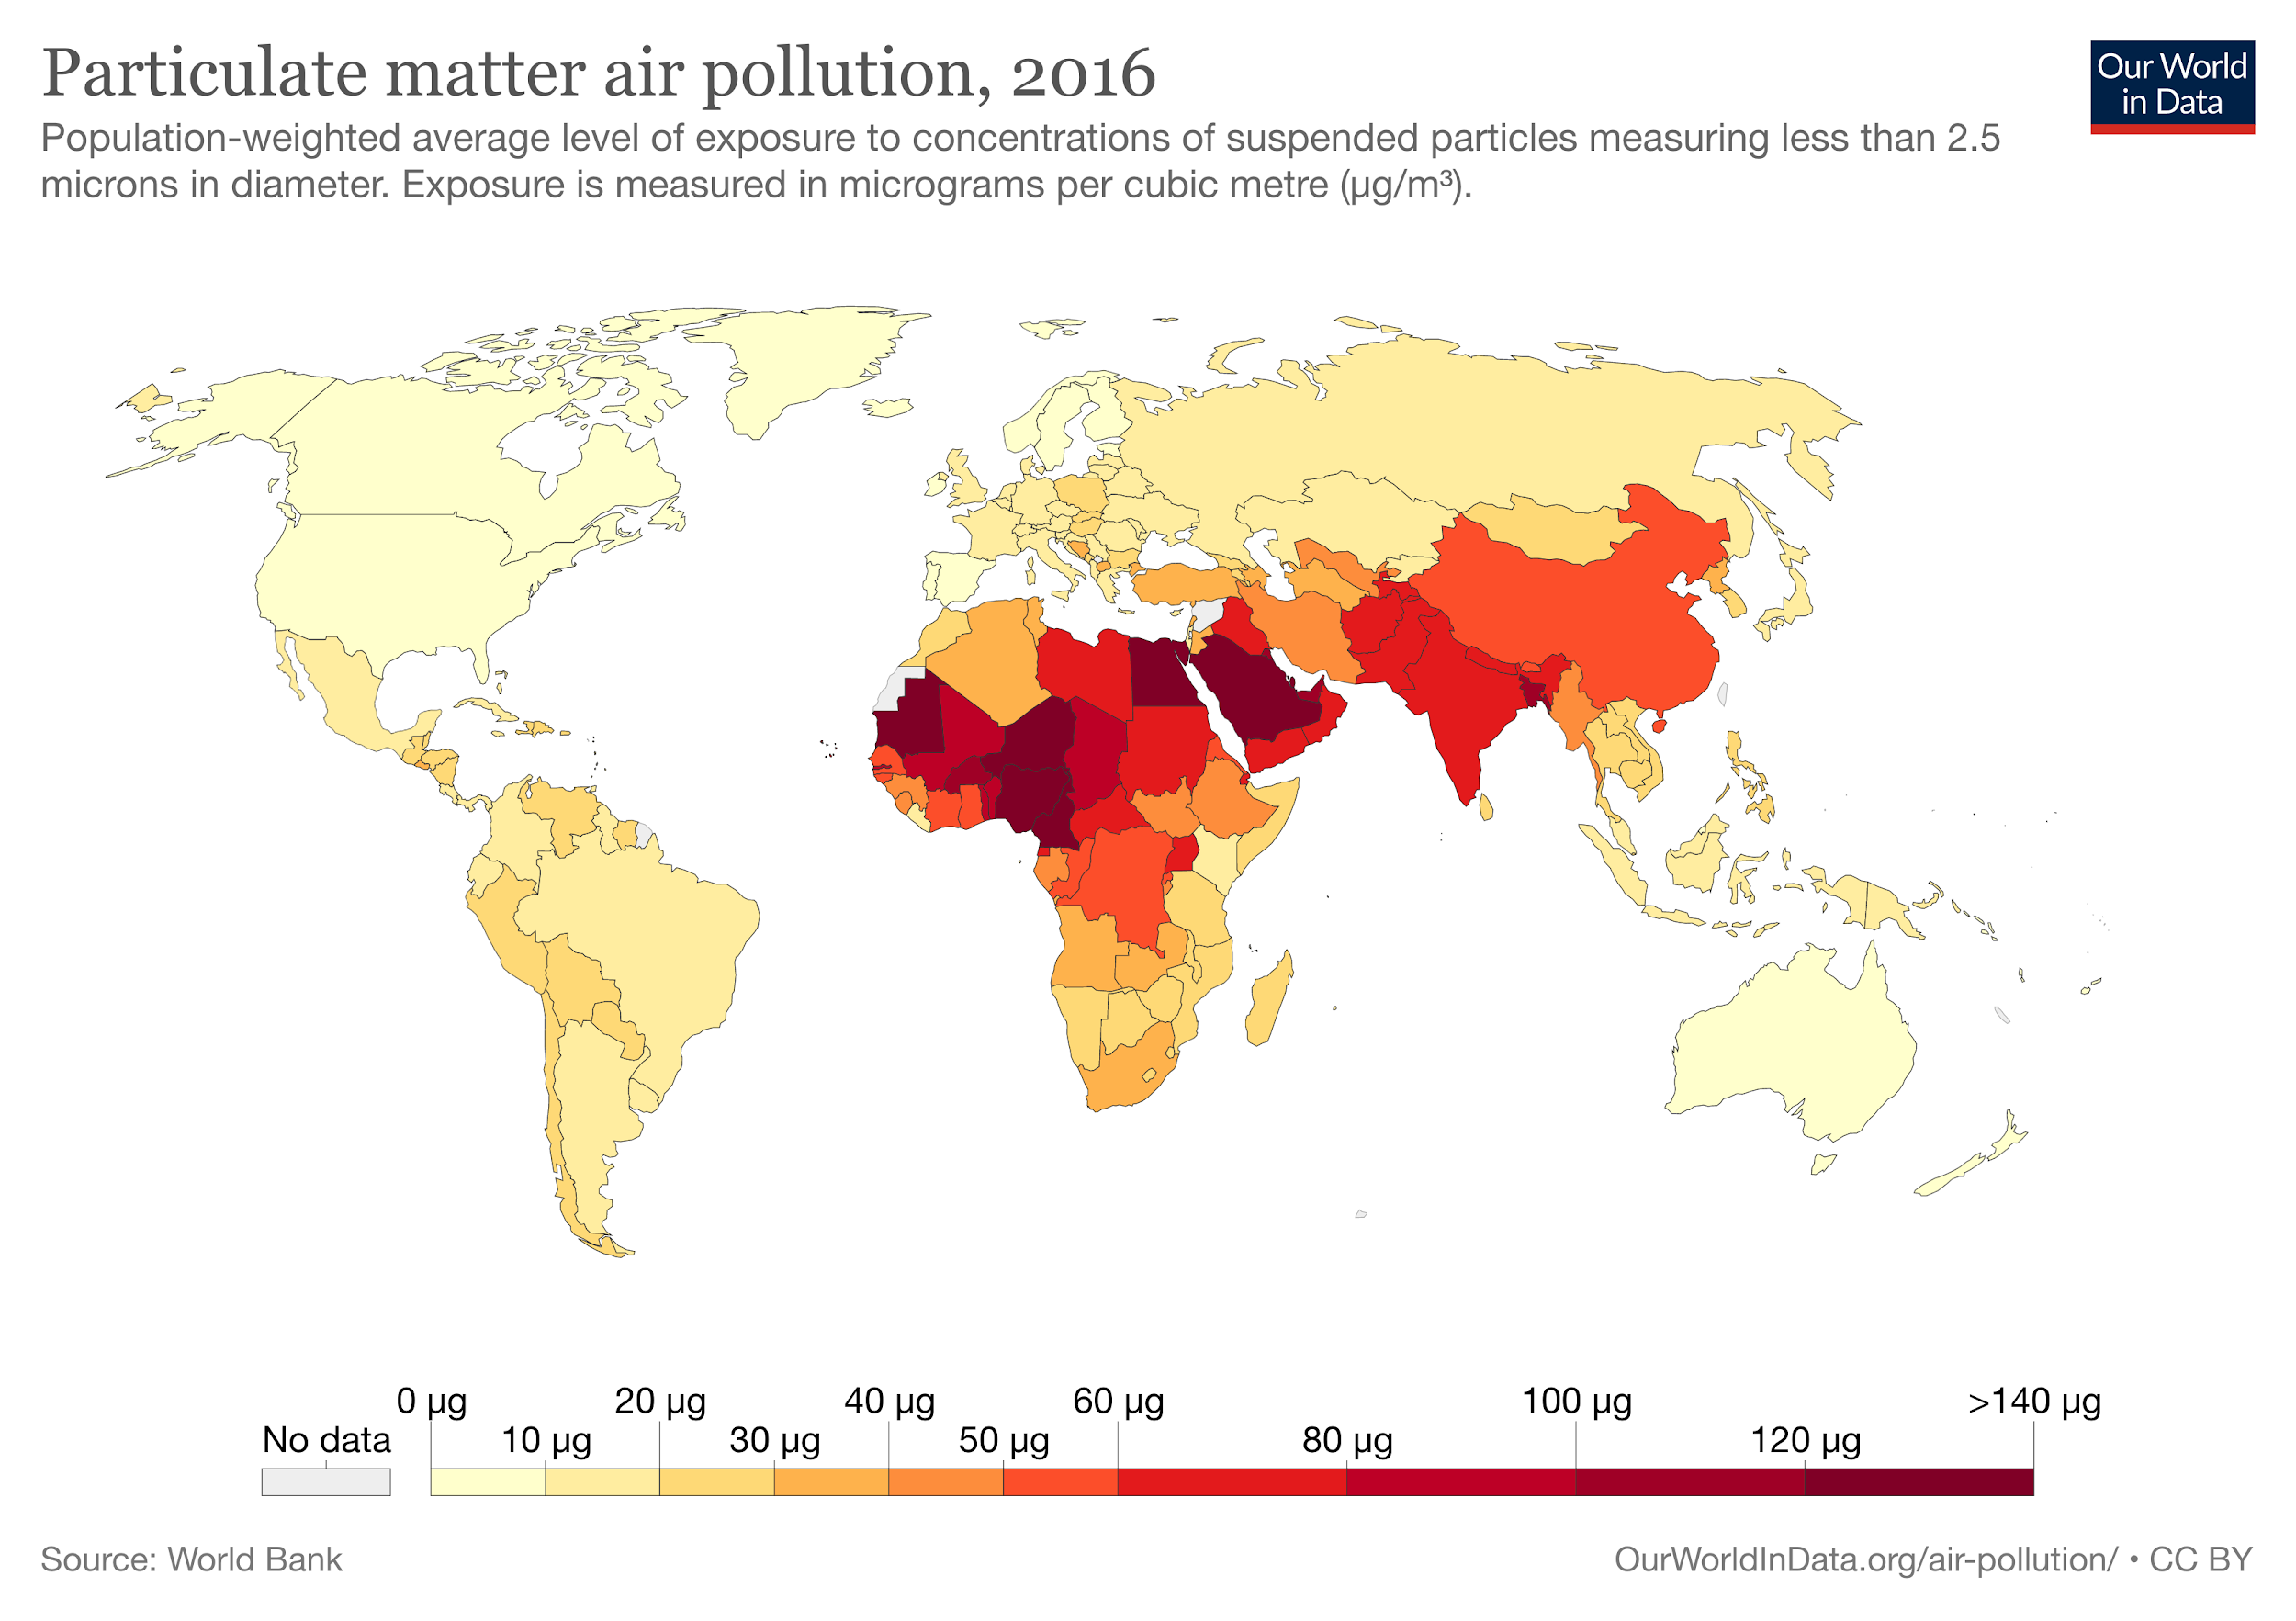 Particulate matter air pollution, 2016
Our World
in Data
Population-weighted average level of exposure to concentrations of suspended particles measuring less than 2.5
microns in diameter. Exposure is measured in micrograms per cubic metre (µg/m³).
0 µg
20 µg
40 µg
60 µg
100 µg
>140 µg
No data
10 µg
30 µg
50 µg
80 µg
120 µg
Source: World Bank
OurWorldInData.org/air-pollution/ • CC BY